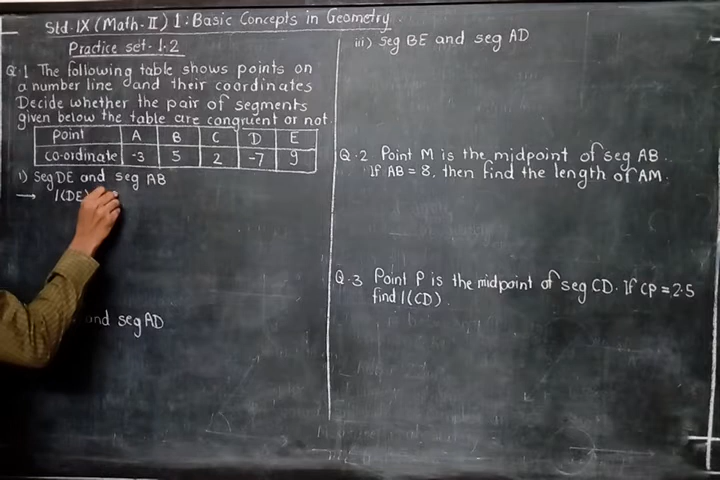 Std. IX (Math-II) 1: Basic Concepts in Geometry.
Practice set-1.2
Q.1 The following table shows points on
a number line and their coordinates
Decide whether the pair of segments
given below the table are congruent or not.
Point A B C D E
co-ordinate -3 5 2 -7 9
i) seg DE and seg AB
→ l(DE)
and seg AD
iii) seg BE and seg AD
Q.2 Point M is the midpoint of seg AB.
If AB = 8, then find the length of AM.
Q.3 Point P is the midpoint of seg CD. If CP = 2.5
find l(CD).